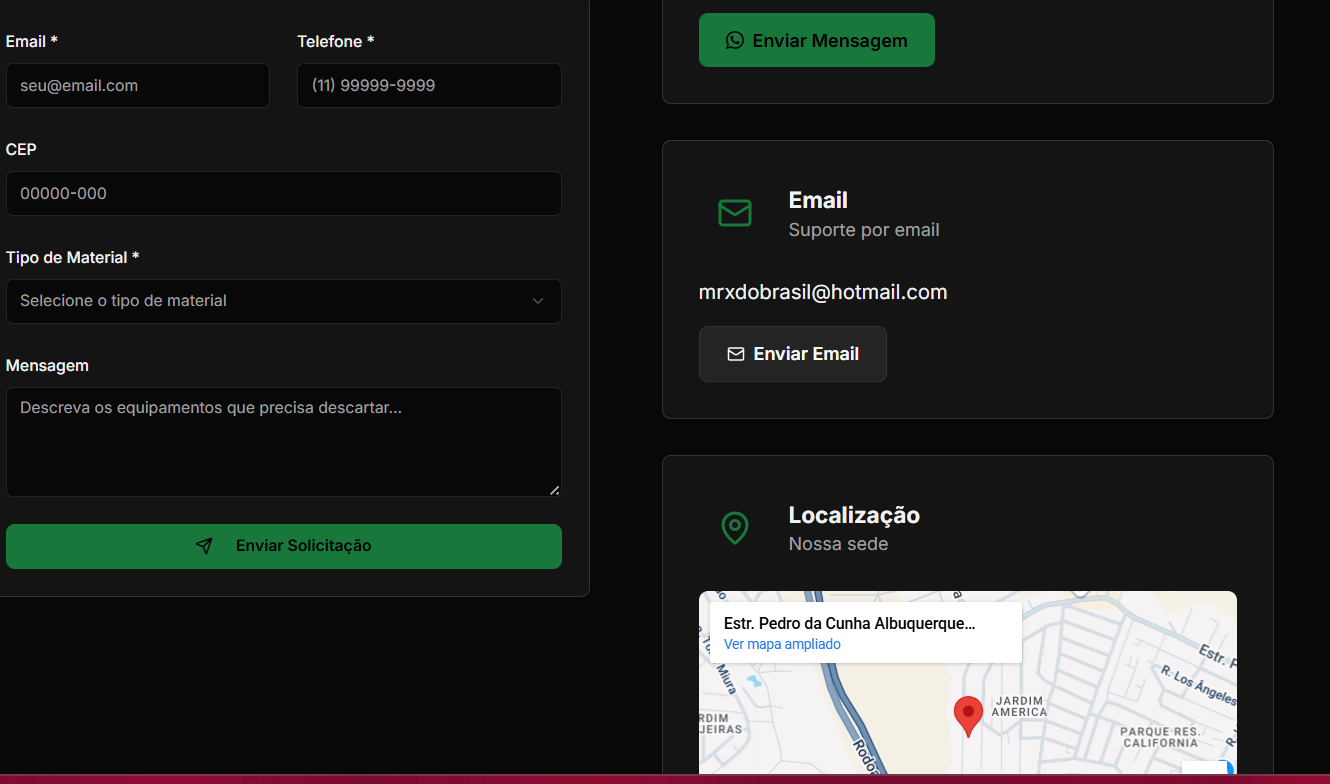 Email *
Telefone *
seu@email.com
(11) 99999-9999
CEP
00000-000
Tipo de Material *
Selecione o tipo de material
Mensagem
Descreva os equipamentos que precisa descartar...
Enviar Solicitação
Enviar Mensagem
Email
Suporte por email
mrxdobrasil@hotmail.com
Enviar Email
Localização
Nossa sede
Estr. Pedro da Cunha Albuquerque...
Ver mapa ampliado
Miura
Estr. P
R. Los Ângeles
JARDIM
AMERICA
RDIM
JEIRAS
PARQUE RES.
CALIFORNIA
Rodoa